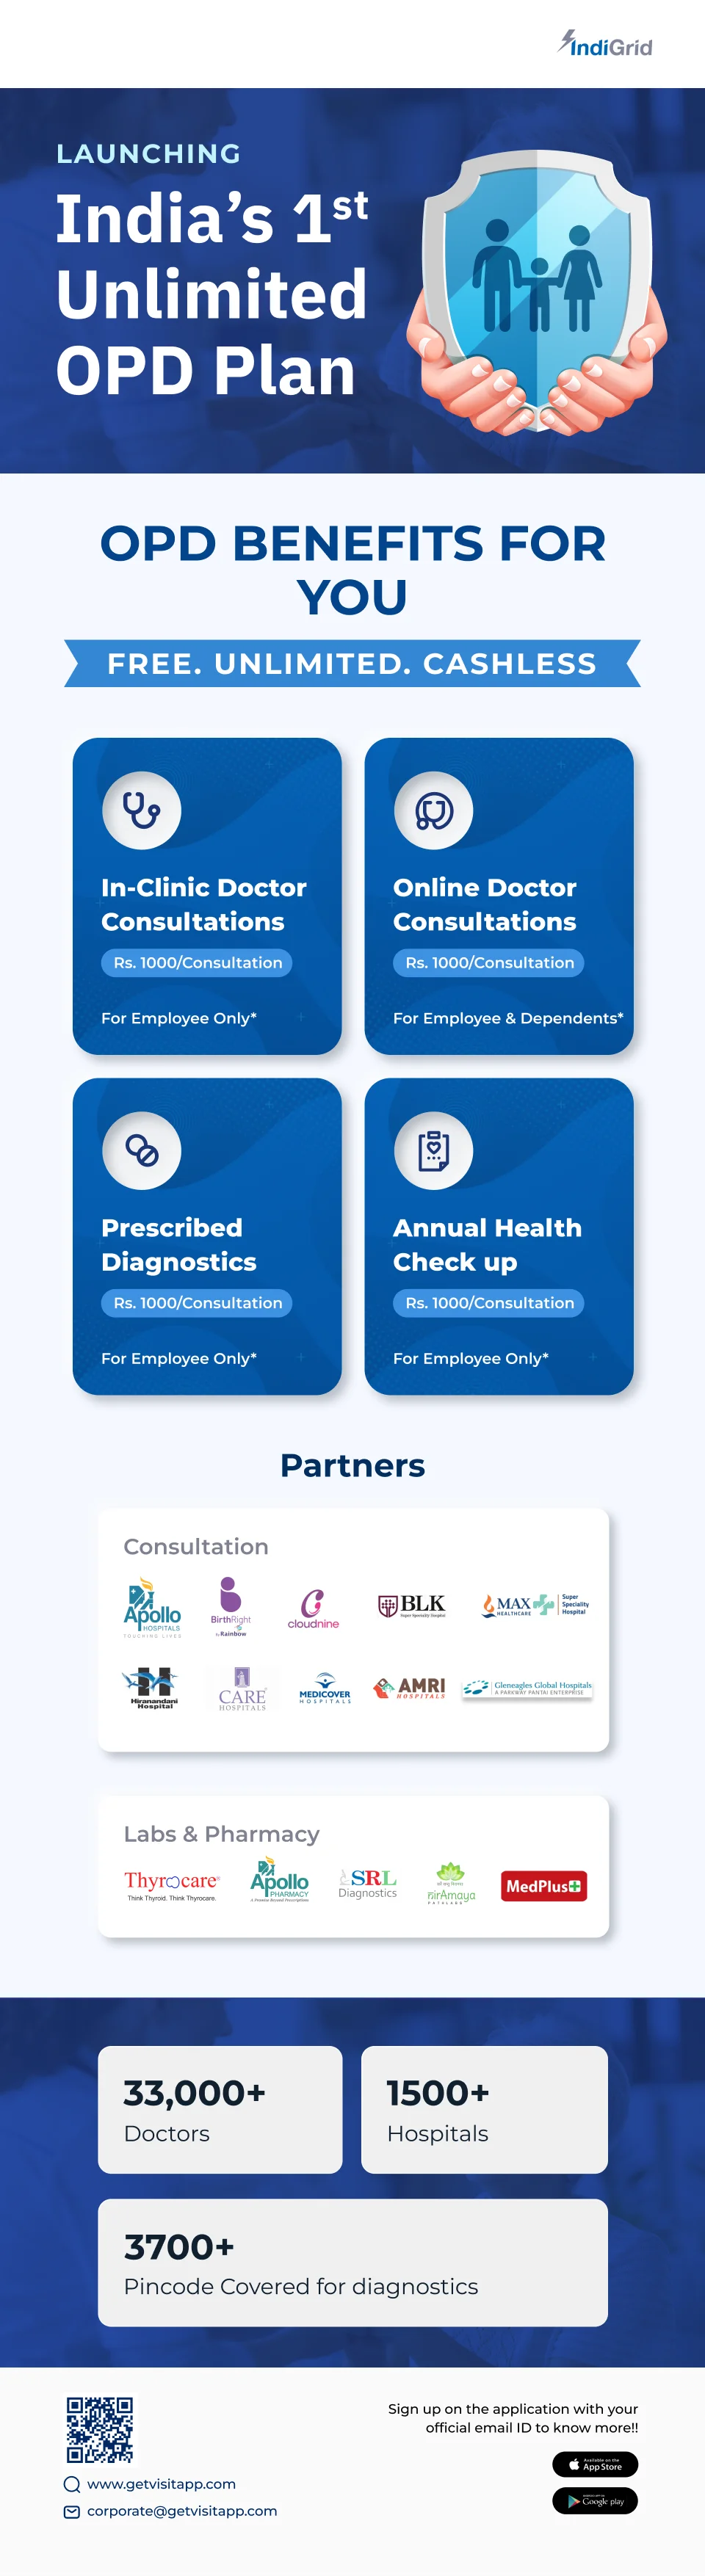 IndiGrid
LAUNCHING
India's 1st
Unlimited
OPD Plan
OPD BENEFITS FOR
YOU
FREE. UNLIMITED. CASHLESS
In-Clinic Doctor
Consultations
Rs. 1000/Consultation
For Employee Only*
Online Doctor
Consultations
Rs. 1000/Consultation
For Employee & Dependents*
Prescribed
Diagnostics
Rs. 1000/Consultation
For Employee Only*
Annual Health
Check up
Rs. 1000/Consultation
For Employee Only*
Partners
Consultation
Apollo
HOSPITALS
TOUCHING LIVES
BirthRight
by Rainbow
cloudnine
BLK
Super Speciality Hospital
MAX
HEALTHCARE
Super
Speciality
Hospital
Hiranandani
Hospital
CARE
HOSPITALS
MEDICOVER
HOSPITALS
AMRI
HOSPITALS
Gleneagles Global Hospitals
A PARKWAY PANTAI ENTERPRISE
Labs & Pharmacy
Thyrocare
Think Thyroid. Think Thyrocare.
Apollo
PHARMACY
SRL
Diagnostics
nirAmaya
PATHLABS
MedPlus
33,000+
Doctors
1500+
Hospitals
3700+
Pincode Covered for diagnostics
Sign up on the application with your
official email ID to know more!!
Available on the
App Store
Google play
www.getvisitapp.com
corporate@getvisitapp.com